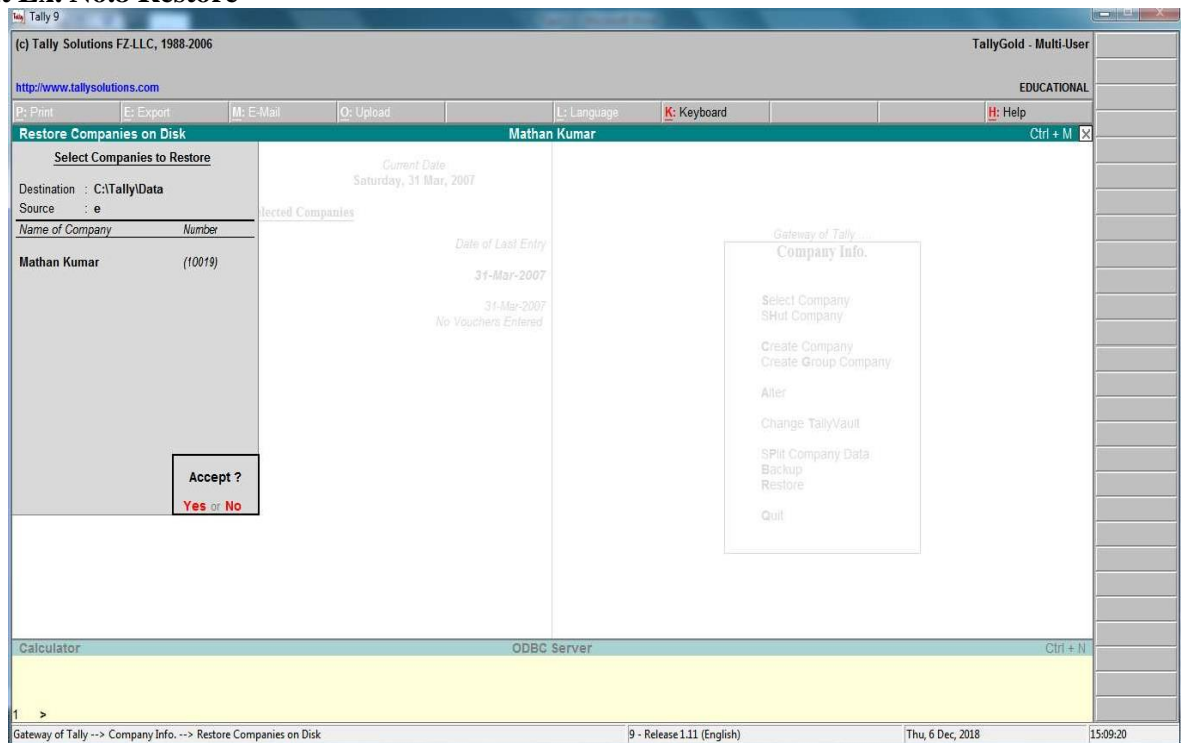 Ex. No.8 Restore
Tally 9
(c) Tally Solutions FZ-LLC, 1988-2006
TallyGold - Multi-User
http://www.tallysolutions.com
EDUCATIONAL
P: Print E: Export M: E-Mail O: Upload L: Language K: Keyboard H: Help
Restore Companies on Disk Mathan Kumar Ctrl + M
Select Companies to Restore
Destination : C:\Tally\Data
Source : e
Name of Company Number
Mathan Kumar (10019)
Accept ?
Yes or No
Current Date
Saturday, 31 Mar, 2007
lected Companies
Date of Last Entry
31-Mar-2007
31-Mar-2007
No Vouchers Entered
Gateway of Tally ....
Company Info.
Select Company
SHut Company
Create Company
Create Group Company
Alter
Change TallyVault
SPlit Company Data
Backup
Restore
Quit
Calculator ODBC Server Ctrl + N
1 >
Gateway of Tally --> Company Info. --> Restore Companies on Disk 9 - Release 1.11 (English) Thu, 6 Dec, 2018 15:09:20